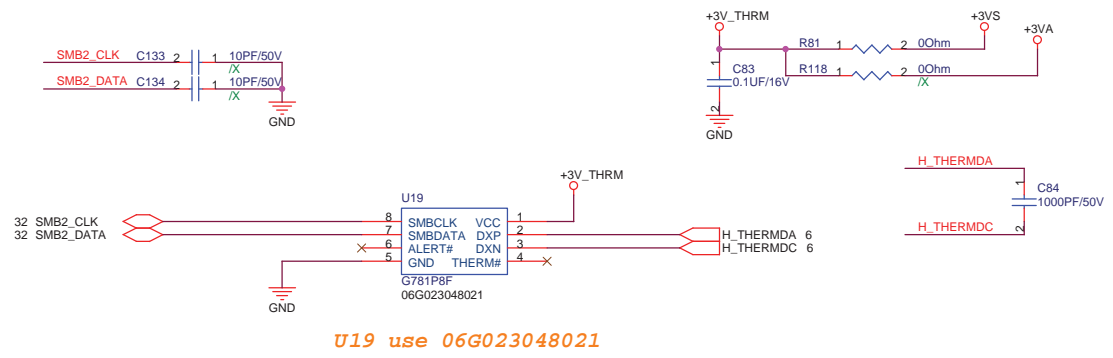 SMB2_CLK C133 2 1 10PF/50V
/X
SMB2_DATA C134 2 1 10PF/50V
/X
GND
+3V_THRM +3VS
+3VA
R81 1 2 0Ohm
R118 1 2 0Ohm
/X
1 C83
0.1UF/16V
2
GND
H_THERMDA
1 C84
1000PF/50V
2
H_THERMDC
+3V_THRM
U19
32 SMB2_CLK 8 SMBCLK VCC 1
32 SMB2_DATA 7 SMBDATA DXP 2 H_THERMDA 6
6 ALERT# DXN 3 H_THERMDC 6
5 GND THERM# 4
G781P8F
06G023048021
GND
U19 use 06G023048021